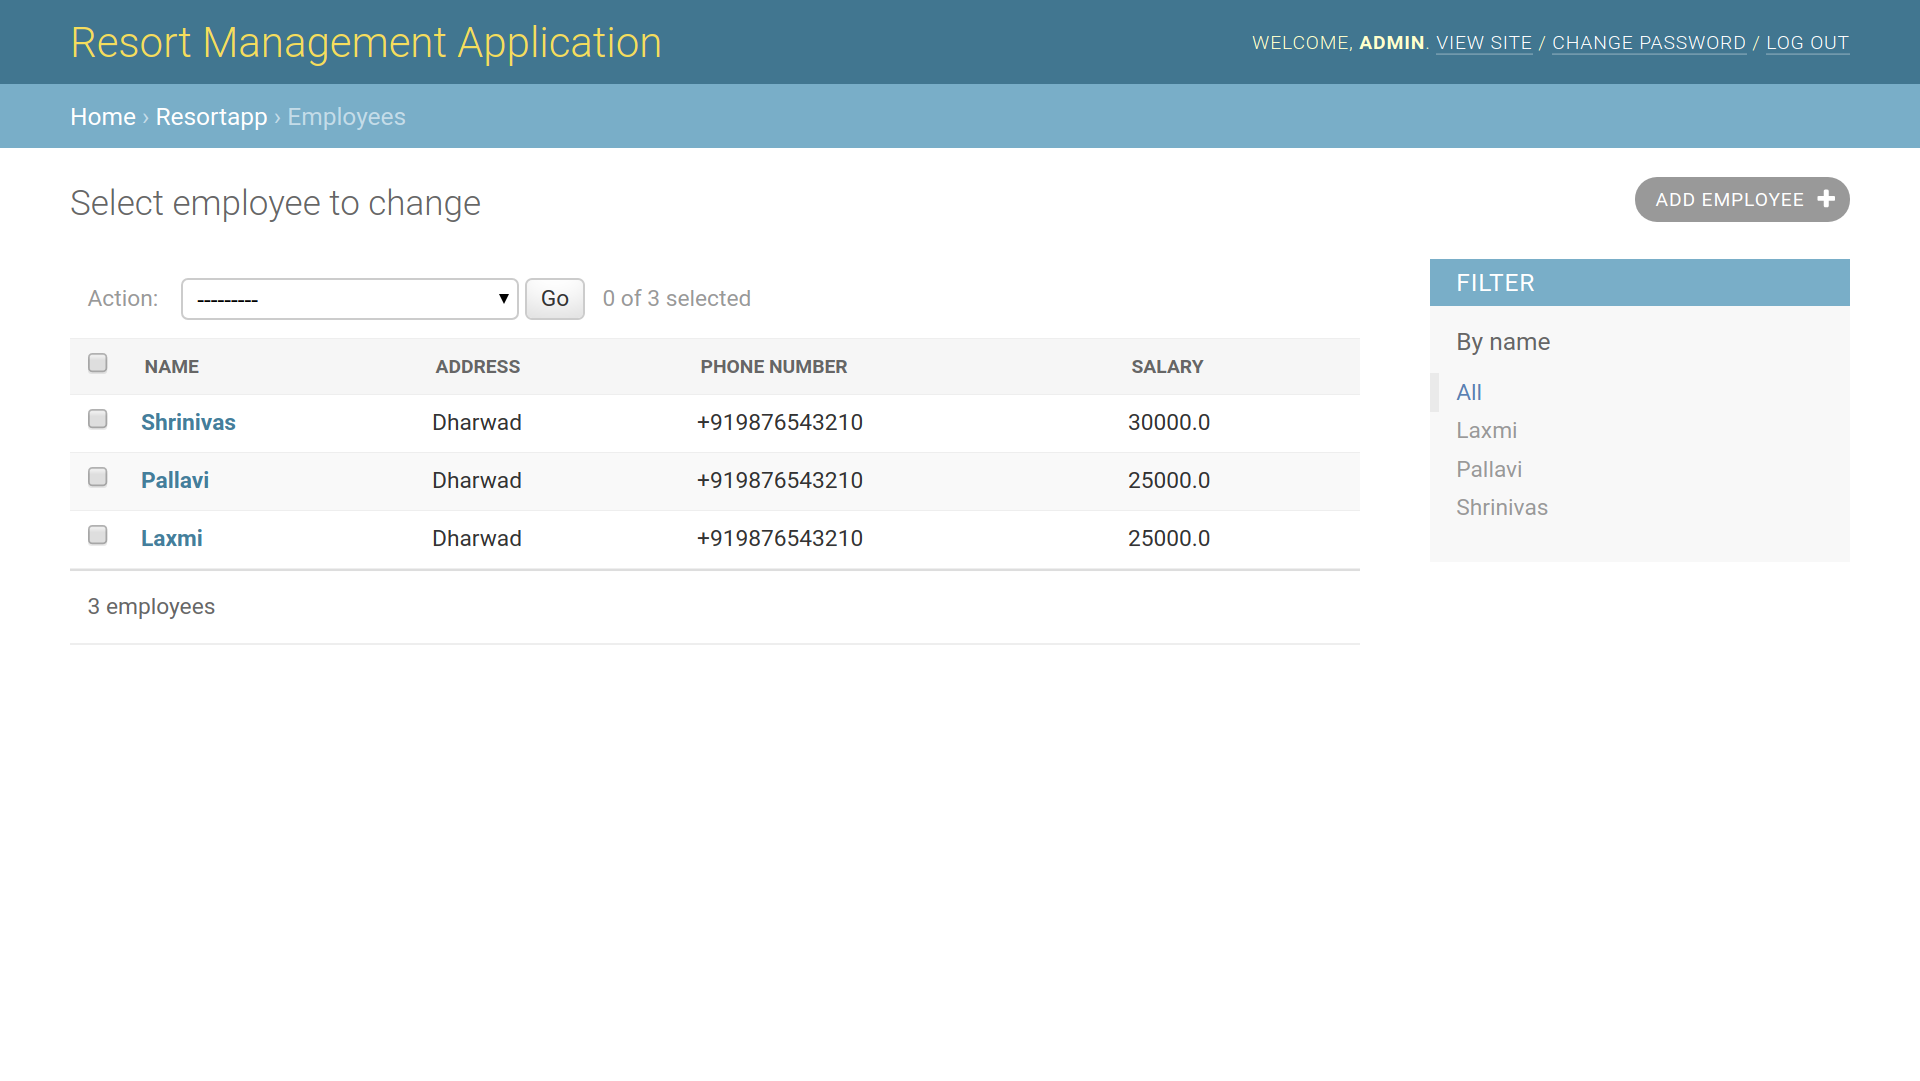 Resort Management Application
WELCOME, ADMIN. VIEW SITE / CHANGE PASSWORD / LOG OUT
Home › Resortapp › Employees
Select employee to change
ADD EMPLOYEE
Action: --------- Go 0 of 3 selected
NAME ADDRESS PHONE NUMBER SALARY
Shrinivas Dharwad +919876543210 30000.0
Pallavi Dharwad +919876543210 25000.0
Laxmi Dharwad +919876543210 25000.0
3 employees
FILTER
By name
All
Laxmi
Pallavi
Shrinivas